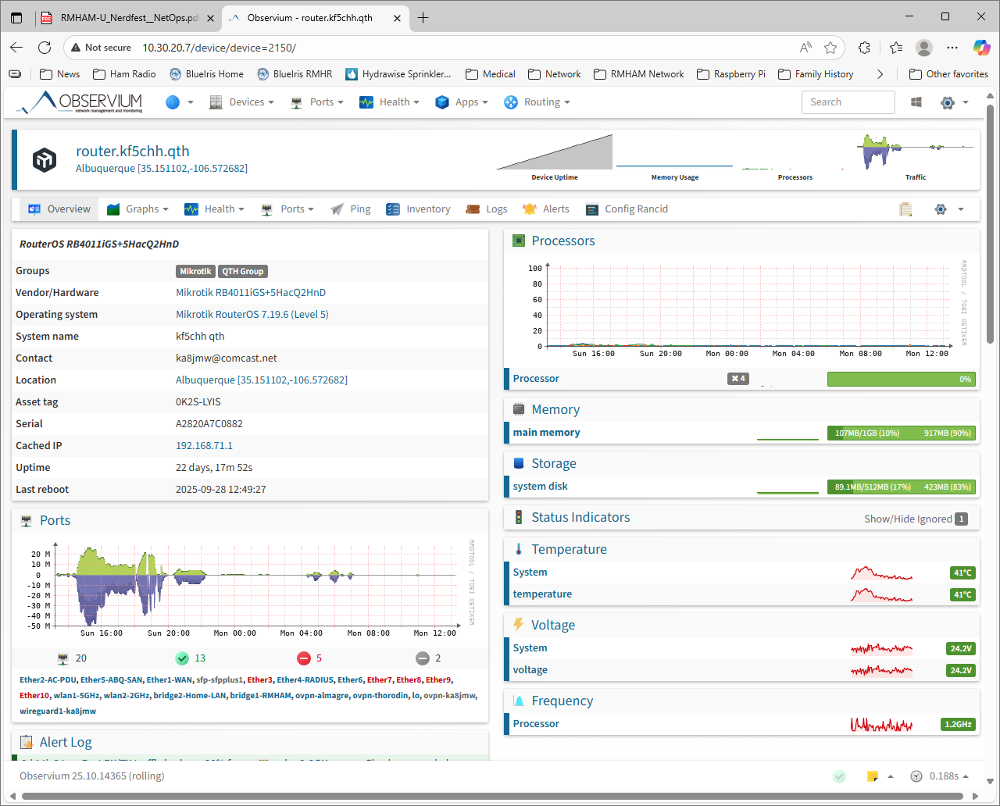 RMHAM-U_Nerdfest__NetOps.pdf
Observium - router.kf5chh.qth
Not secure 10.30.20.7/device/device=2150/
News Ham Radio BlueIris Home BlueIris RMHR Hydrawise Sprinkler... Medical Network RMHAM Network Raspberry Pi Family History Other favorites
OBSERVIUM
network management and monitoring
Devices Ports Health Apps Routing Search
router.kf5chh.qth
Albuquerque [35.151102,-106.572682]
Device Uptime Memory Usage Processors Traffic
Overview Graphs Health Ports Ping Inventory Logs Alerts Config Rancid
RouterOS RB4011iGS+5HacQ2HnD
Groups Mikrotik QTH Group
Vendor/Hardware Mikrotik RB4011iGS+5HacQ2HnD
Operating system Mikrotik RouterOS 7.19.6 (Level 5)
System name kf5chh qth
Contact ka8jmw@comcast.net
Location Albuquerque [35.151102,-106.572682]
Asset tag 0K2S-LYIS
Serial A2820A7C0882
Cached IP 192.168.71.1
Uptime 22 days, 17m 52s
Last reboot 2025-09-28 12:49:27
Ports
20 M
10 M
0
-10 M
-20 M
-30 M
-40 M
-50 M
Sun 16:00 Sun 20:00 Mon 00:00 Mon 04:00 Mon 08:00 Mon 12:00
RRDTOOL / TOBI OETIKER
20 13 5 2
Ether2-AC-PDU, Ether5-ABQ-SAN, Ether1-WAN, sfp-sfpplus1, Ether3, Ether4-RADIUS, Ether6, Ether7, Ether8, Ether9,
Ether10, wlan1-5GHz, wlan2-2GHz, bridge2-Home-LAN, bridge1-RMHAM, ovpn-almagre, ovpn-thorodin, lo, ovpn-ka8jmw,
wireguard1-ka8jmw
Alert Log
Processors
100
80
60
40
20
0
Sun 16:00 Sun 20:00 Mon 00:00 Mon 04:00 Mon 08:00 Mon 12:00
RRDTOOL / TOBI OETIKER
Processor ✖ 4 0%
Memory
main memory 107MB/1GB (10%) 917MB (90%)
Storage
system disk 89.1MB/512MB (17%) 423MB (83%)
Status Indicators Show/Hide Ignored 1
Temperature
System 41°C
temperature 41°C
Voltage
System 24.2V
voltage 24.2V
Frequency
Processor 1.2GHz
Observium 25.10.14365 (rolling) 0.188s